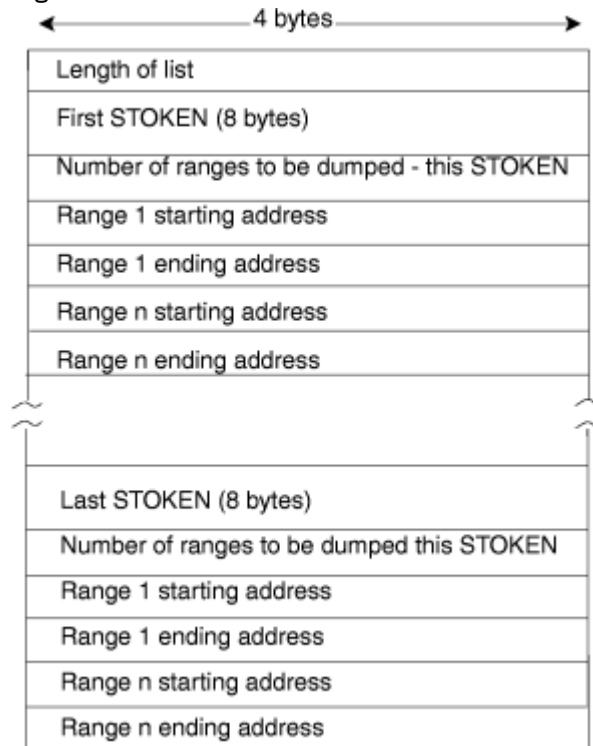 4 bytes
Length of list
First STOKEN (8 bytes)
Number of ranges to be dumped - this STOKEN
Range 1 starting address
Range 1 ending address
Range n starting address
Range n ending address
Last STOKEN (8 bytes)
Number of ranges to be dumped this STOKEN
Range 1 starting address
Range 1 ending address
Range n starting address
Range n ending address